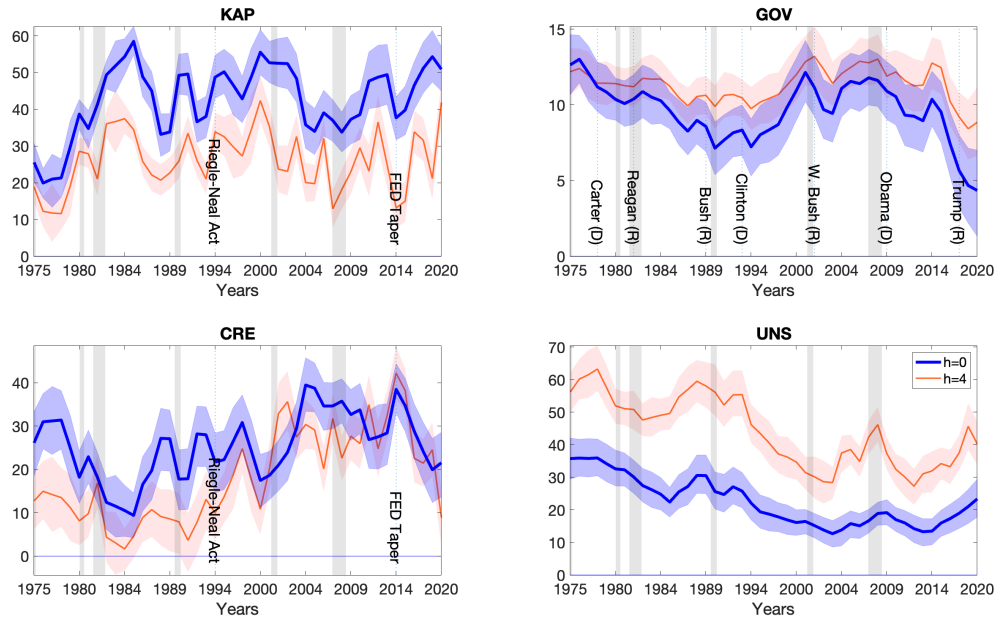 KAP
60
50
40
30
20
10
0
Riegle-Neal Act
FED Taper
1975 1980 1984 1989 1994 2000 2004 2009 2014 2020
Years
GOV
15
10
5
0
Carter (D)
Reagan (R)
Bush (R)
Clinton (D)
W. Bush (R)
Obama (D)
Trump (R)
1975 1980 1984 1989 1994 2000 2004 2009 2014 2020
Years
CRE
40
30
20
10
0
Riegle-Neal Act
FED Taper
1975 1980 1984 1989 1994 2000 2004 2009 2014 2020
Years
UNS
70
60
50
40
30
20
10
0
h=0
h=4
1975 1980 1984 1989 1994 2000 2004 2009 2014 2020
Years